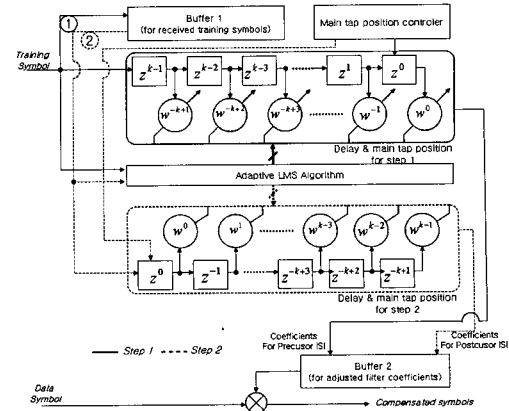 ①
②
Buffer 1
(for received training symbols)
Main tap position controler
Training
Symbol
z^{k-1} z^{k-2} z^{k-3} ........ z^1 z^0
w^{-k+1} w^{-k+2} w^{-k+3} ........ w^{-1} w^0
Delay & main tap position
for step 1
Adaptive LMS Algorithm
w^0 w^1 ........ w^{k-3} w^{k-2} w^{k-1}
z^0 z^{-1} ........ z^{-k+3} z^{-k+2} z^{-k+1}
Delay & main tap position
for step 2
Coefficients
For Precusor ISI
Coefficients
For Postcusor ISI
Step 1 Step 2
Buffer 2
(for adjusted filter coefficients)
Data
Symbol
Compensated symbols